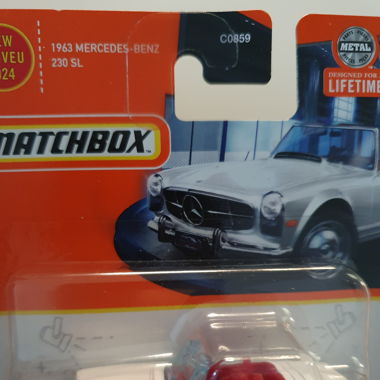 1963 MERCEDES-BENZ
230 SL
C0859
METAL
DESIGNED FOR
LIFETIME
MATCHBOX